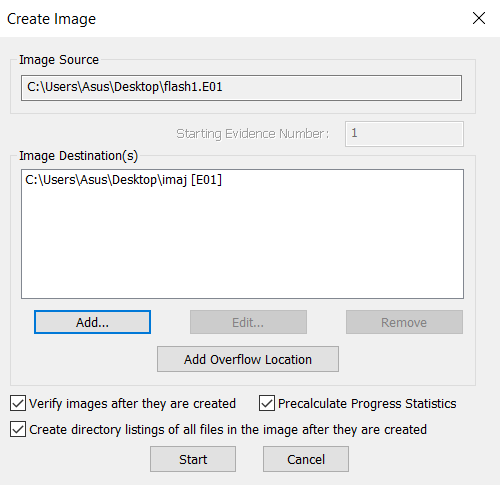 Create Image
Image Source
C:\Users\Asus\Desktop\flash1.E01
Starting Evidence Number: 1
Image Destination(s)
C:\Users\Asus\Desktop\imaj [E01]
Add... Edit... Remove
Add Overflow Location
Verify images after they are created Precalculate Progress Statistics
Create directory listings of all files in the image after they are created
Start Cancel